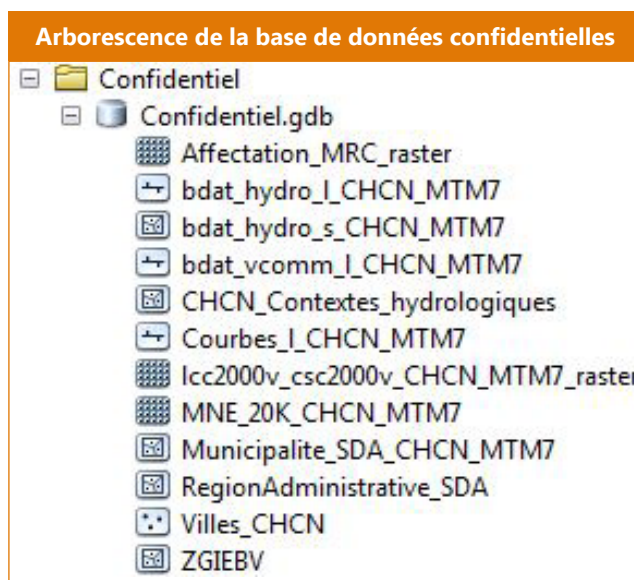 Arborescence de la base de données confidentielles
Confidentiel
Confidentiel.gdb
Affectation_MRC_raster
bdat_hydro_l_CHCN_MTM7
bdat_hydro_s_CHCN_MTM7
bdat_vcomm_l_CHCN_MTM7
CHCN_Contextes_hydrologiques
Courbes_l_CHCN_MTM7
lcc2000v_csc2000v_CHCN_MTM7_raster
MNE_20K_CHCN_MTM7
Municipalite_SDA_CHCN_MTM7
RegionAdministrative_SDA
Villes_CHCN
ZGIEBV